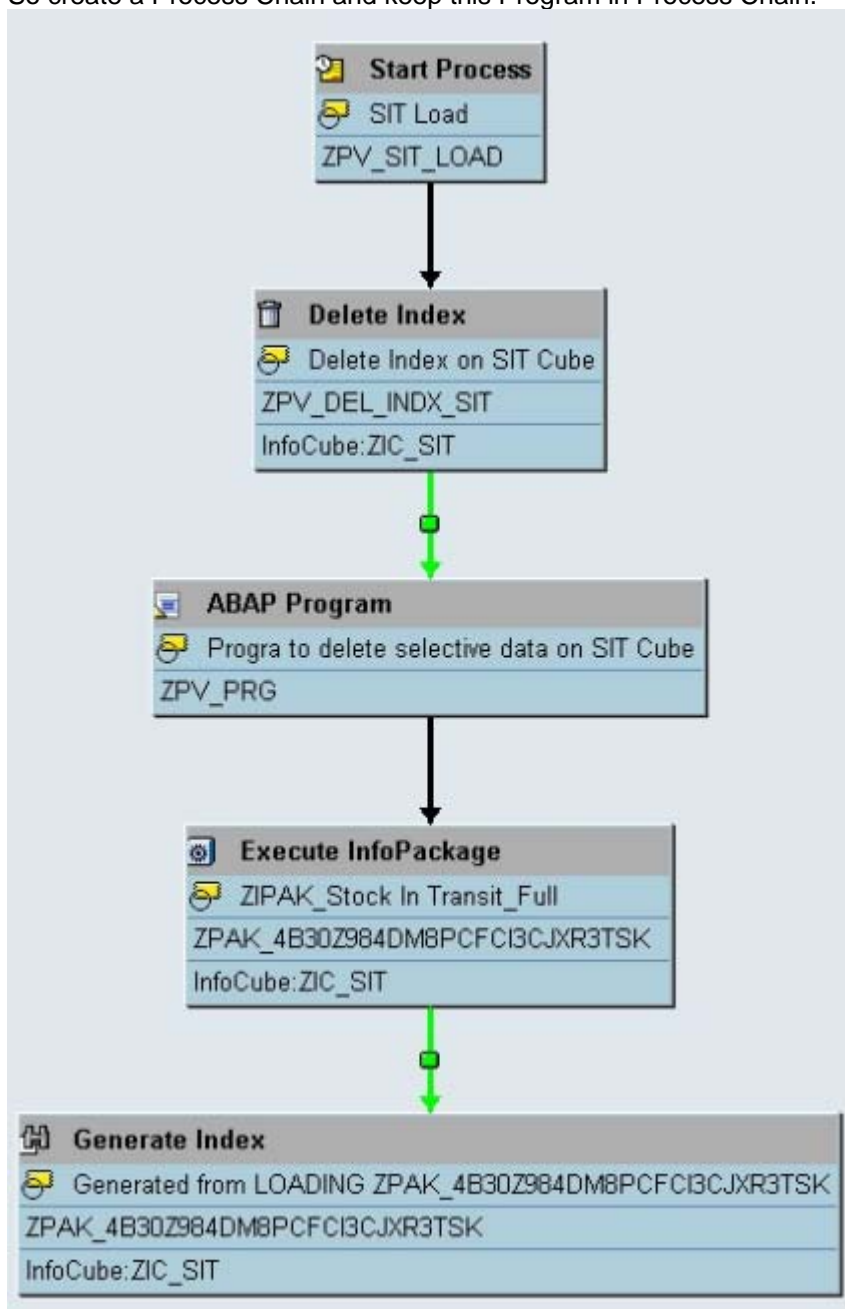 So create a Process Chain and keep this Program in Process Chain.
Start Process
SIT Load
ZPV_SIT_LOAD
Delete Index
Delete Index on SIT Cube
ZPV_DEL_INDX_SIT
InfoCube:ZIC_SIT
ABAP Program
Progra to delete selective data on SIT Cube
ZPV_PRG
Execute InfoPackage
ZIPAK_Stock In Transit_Full
ZPAK_4B30Z984DM8PCFCI3CJXR3TSK
InfoCube:ZIC_SIT
Generate Index
Generated from LOADING ZPAK_4B30Z984DM8PCFCI3CJXR3TSK
ZPAK_4B30Z984DM8PCFCI3CJXR3TSK
InfoCube:ZIC_SIT